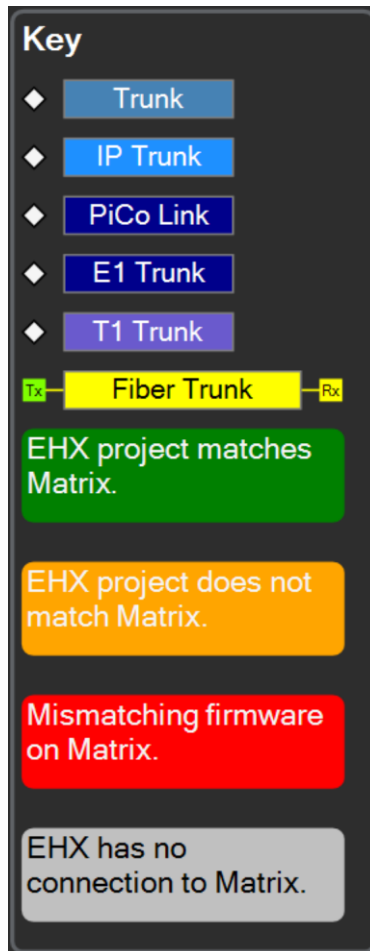 Key
Trunk
IP Trunk
PiCo Link
E1 Trunk
T1 Trunk
Tx Fiber Trunk Rx
EHX project matches
Matrix.
EHX project does not
match Matrix.
Mismatching firmware
on Matrix.
EHX has no
connection to Matrix.